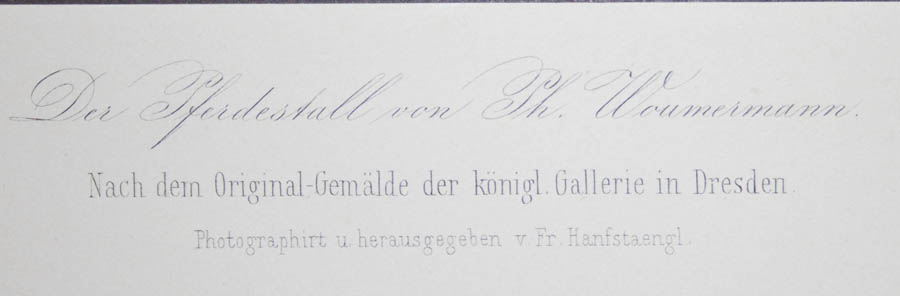 Der Pferdestall von Ph. Woumermann.
Nach dem Original-Gemälde der königl. Gallerie in Dresden.
Photographirt u. herausgegeben v. Fr. Hanfstaengl.